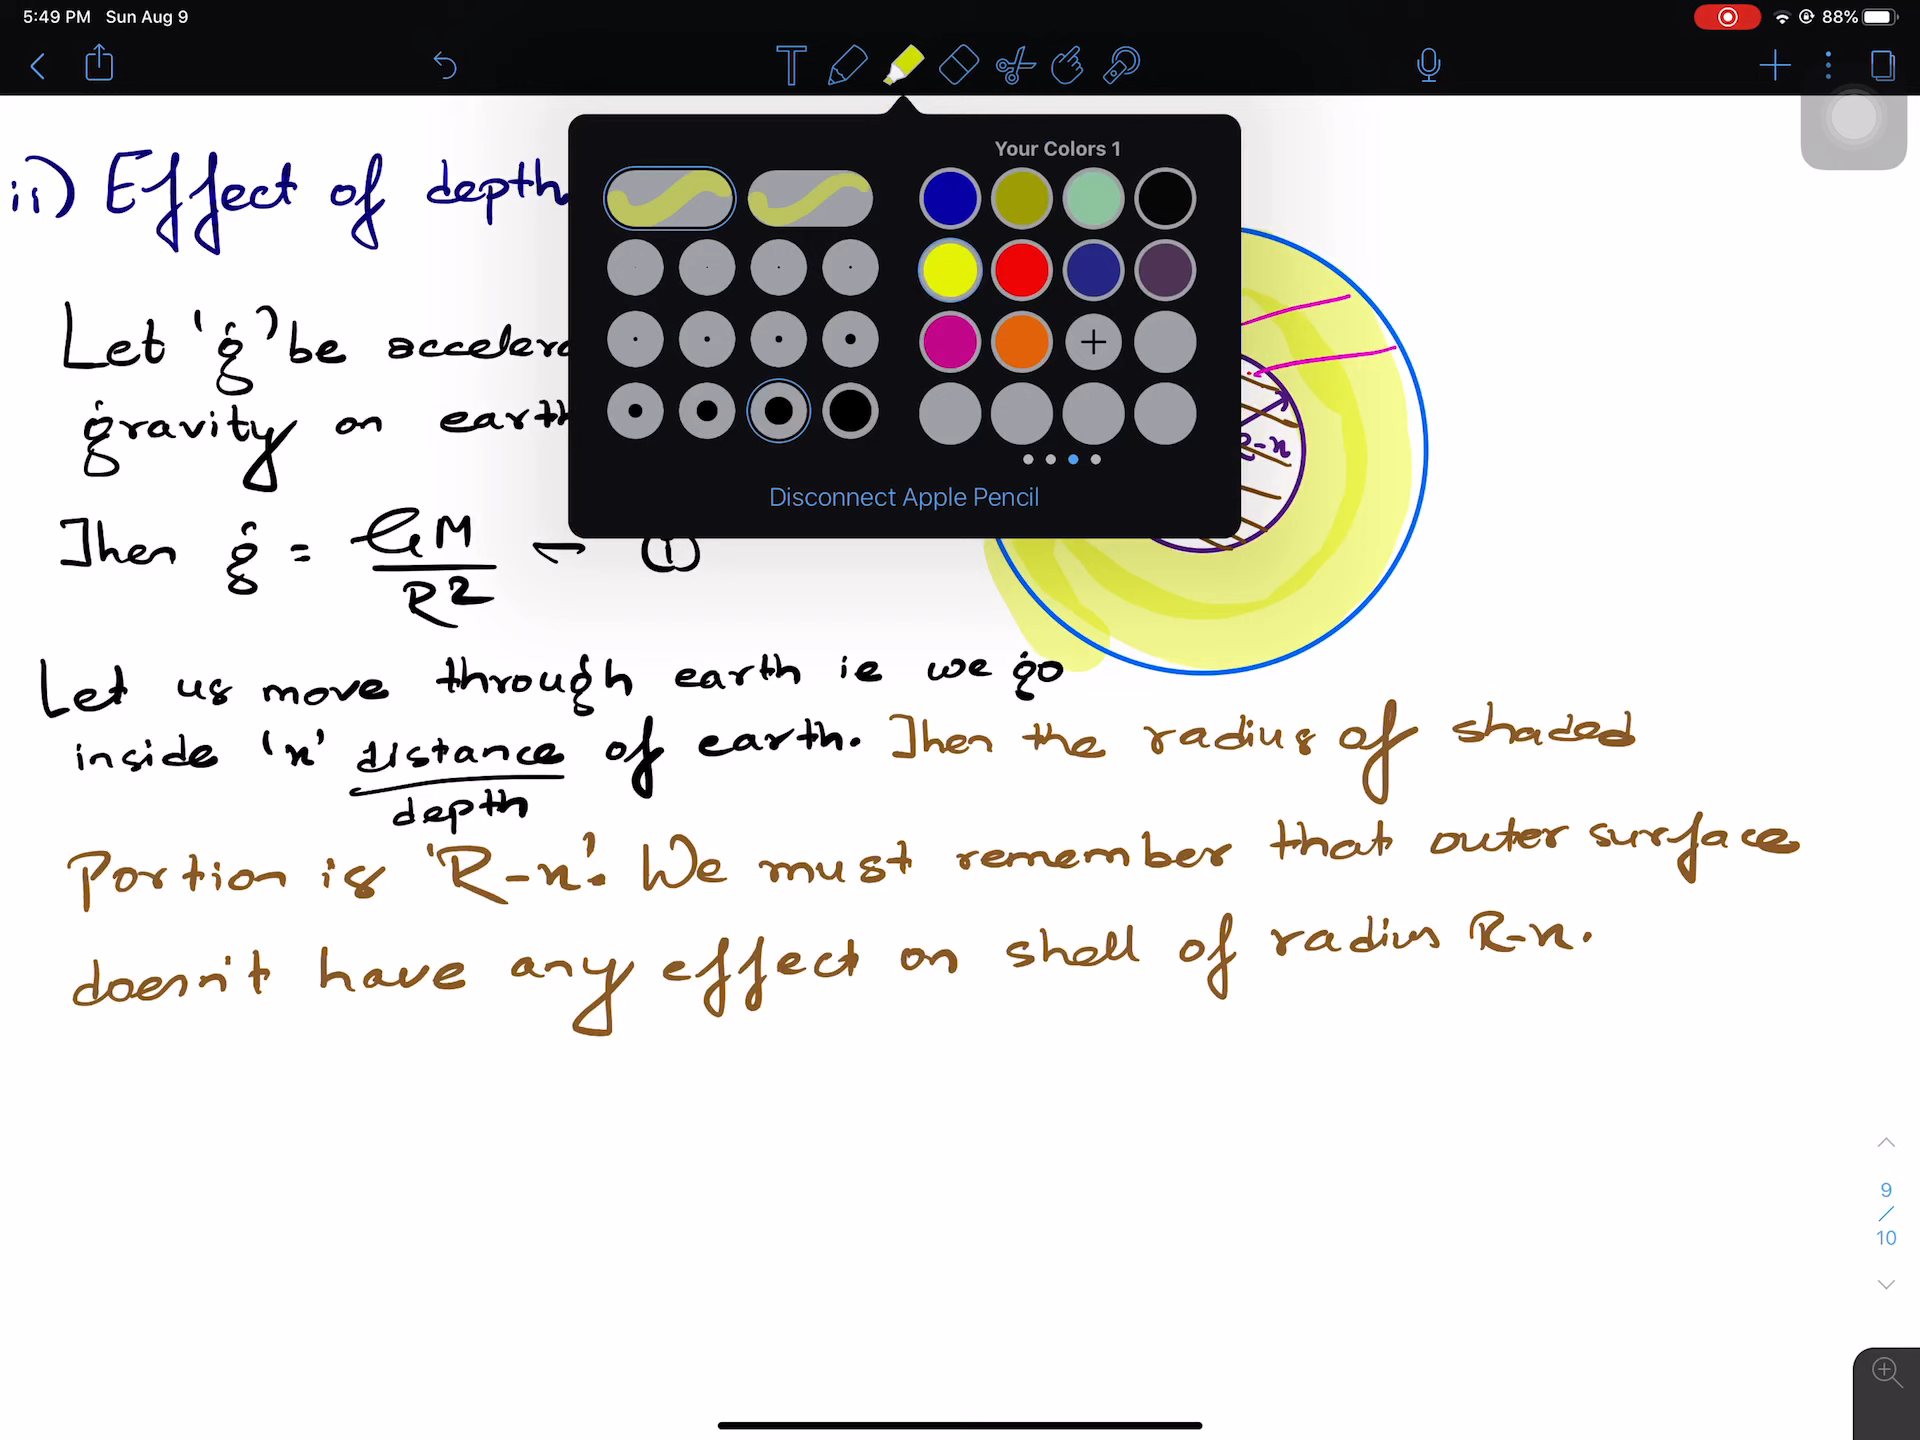 5:49 PM Sun Aug 9
88%
Your Colors 1
Disconnect Apple Pencil
ii) Effect of depth
Let 'g' be
gravity on earth
Then g = GM / R² — ①
R-x
Let us move through earth ie we go
inside 'x' distance of earth. Then the radius of shaded
depth
Portion is 'R-x'. We must remember that outer surface
doesn't have any effect on shell of radius R-x.
9
/
10